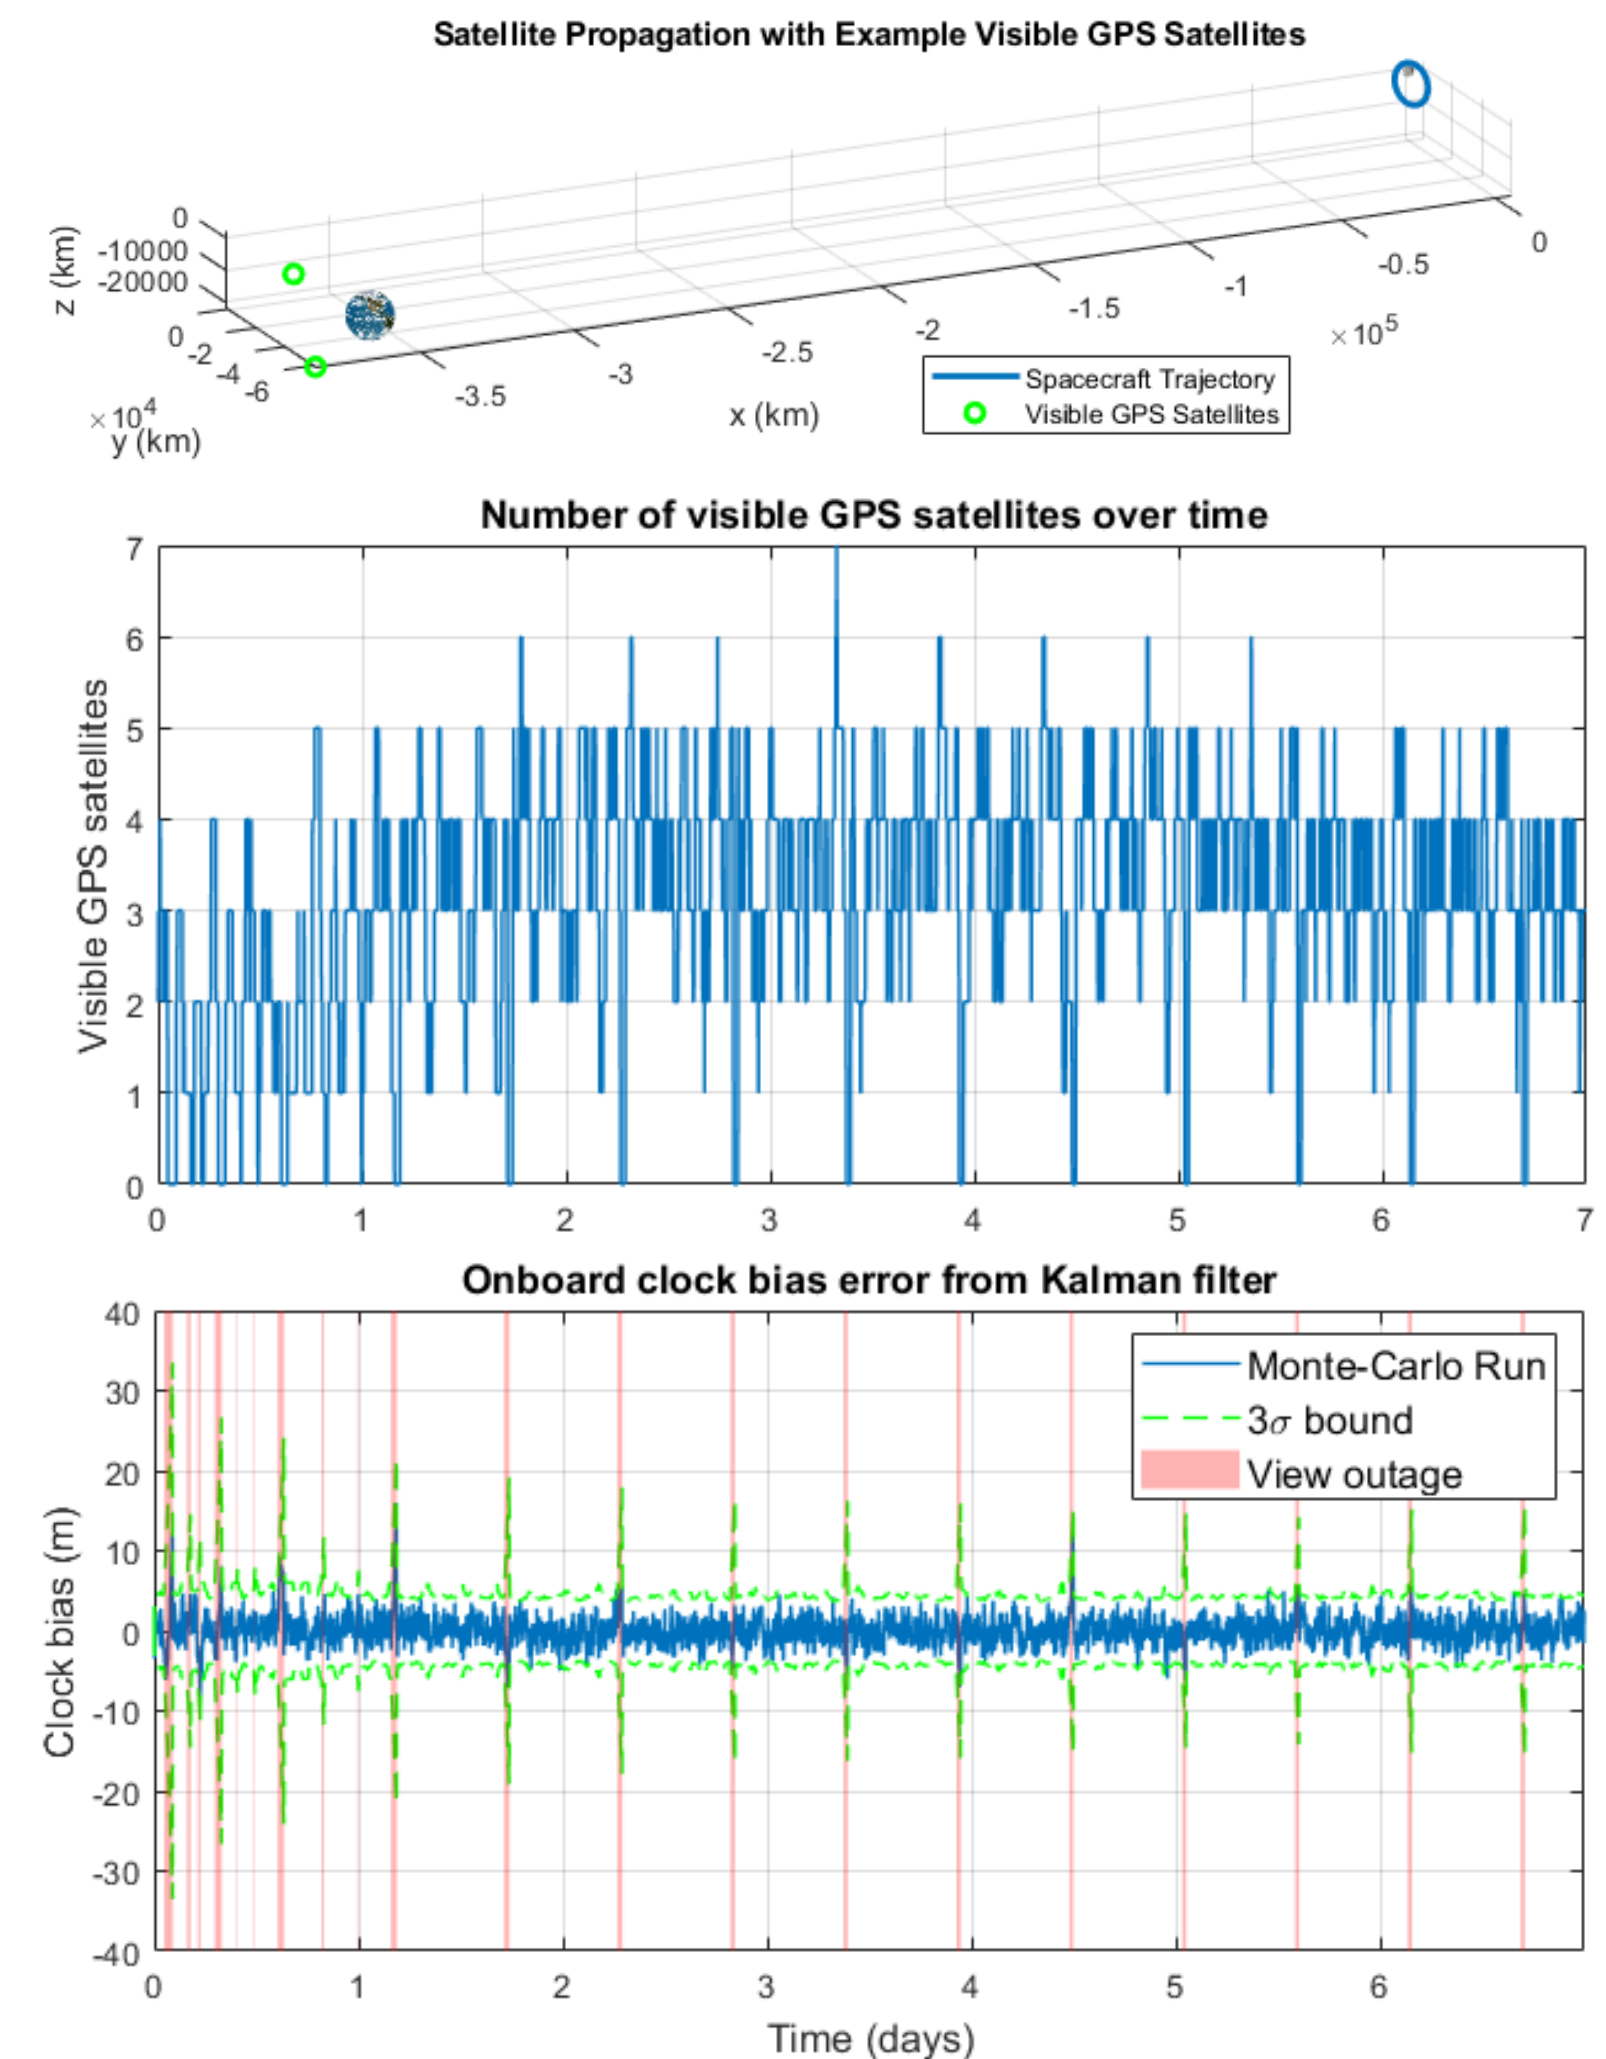 Satellite Propagation with Example Visible GPS Satellites
0
-10000
-20000
z (km)
0
-2
-4
-6
×10⁴
y (km)
-3.5
-3
-2.5
-2
-1.5
-1
-0.5
0
×10⁵
x (km)
Spacecraft Trajectory
Visible GPS Satellites
Number of visible GPS satellites over time
7
6
5
4
3
2
1
0
Visible GPS satellites
0 1 2 3 4 5 6 7
Onboard clock bias error from Kalman filter
40
30
20
10
0
-10
-20
-30
-40
Clock bias (m)
Monte-Carlo Run
3σ bound
View outage
0 1 2 3 4 5 6
Time (days)